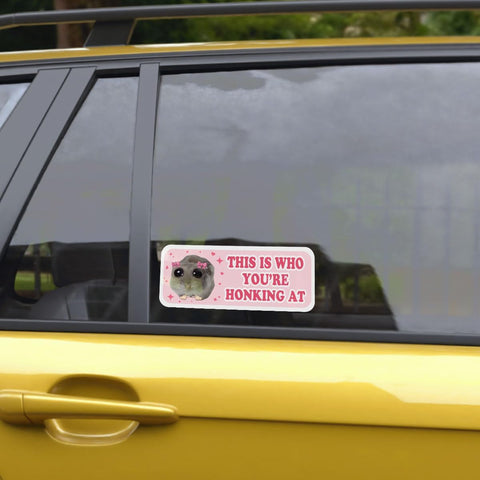 THIS IS WHO
YOU'RE
HONKING AT